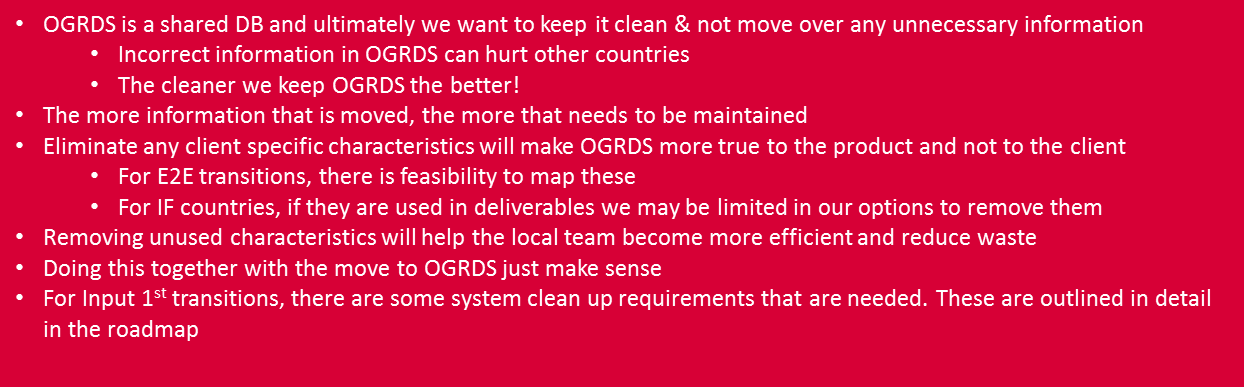 • OGRDS is a shared DB and ultimately we want to keep it clean & not move over any unnecessary information
• Incorrect information in OGRDS can hurt other countries
• The cleaner we keep OGRDS the better!
• The more information that is moved, the more that needs to be maintained
• Eliminate any client specific characteristics will make OGRDS more true to the product and not to the client
• For E2E transitions, there is feasibility to map these
• For IF countries, if they are used in deliverables we may be limited in our options to remove them
• Removing unused characteristics will help the local team become more efficient and reduce waste
• Doing this together with the move to OGRDS just make sense
• For Input 1st transitions, there are some system clean up requirements that are needed. These are outlined in detail
in the roadmap